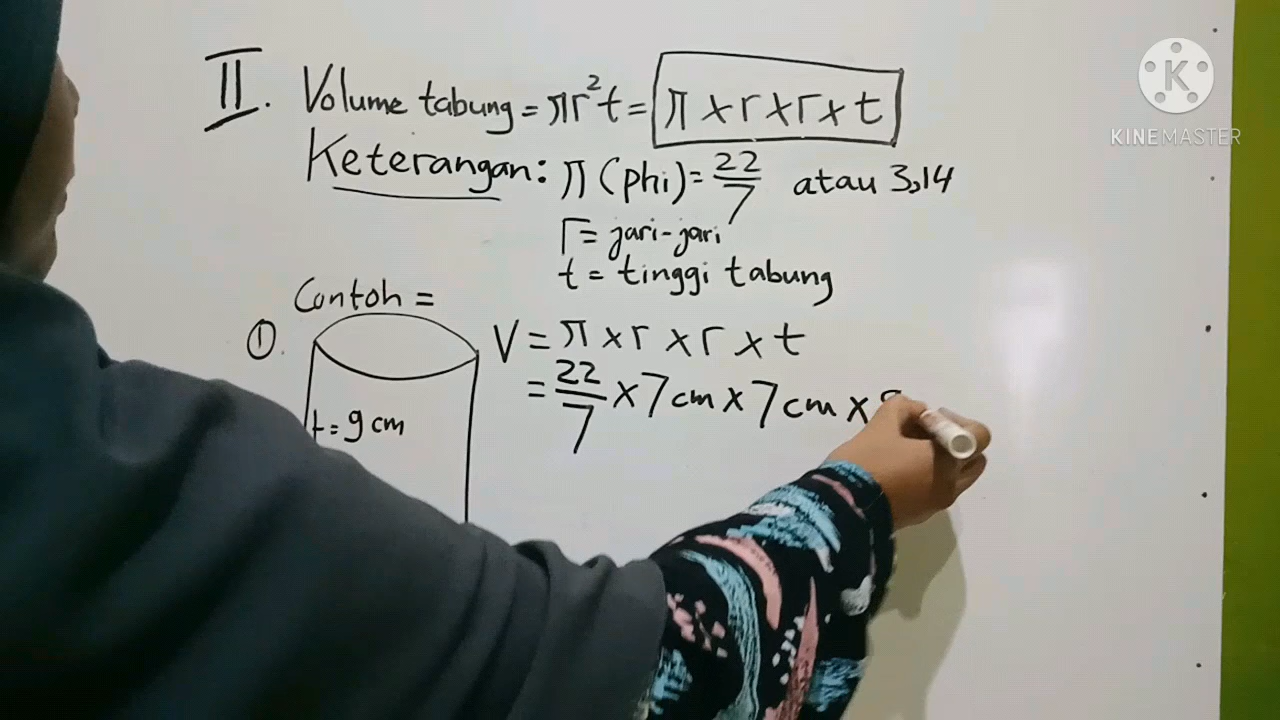 II. Volume tabung = πr²t = π x r x r x t
Keterangan: π (phi) = 22/7 atau 3,14
r = jari-jari
t = tinggi tabung
Contoh =
1. V = π x r x r x t
= 22/7 x 7 cm x 7 cm x
t = 9 cm
K
KINEMASTER